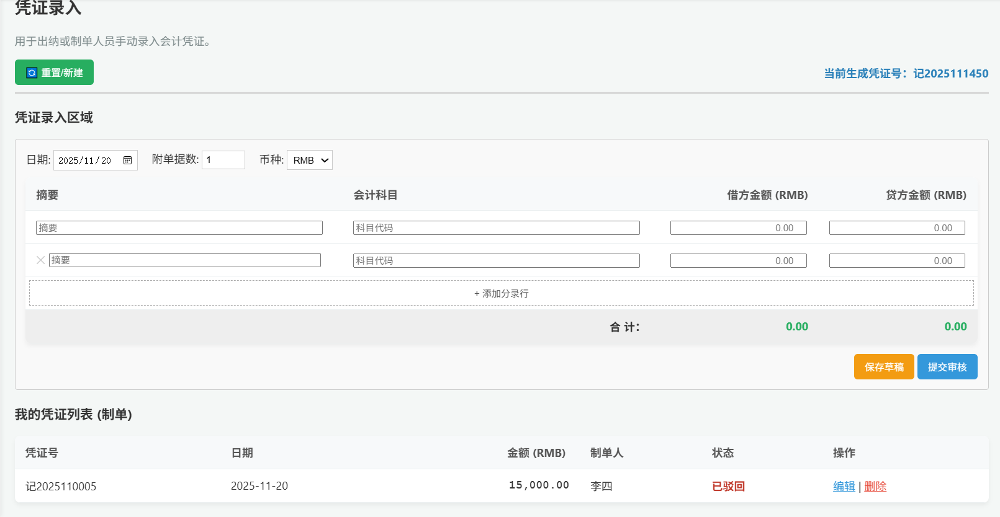 凭证录入
用于出纳或制单人员手动录入会计凭证。
重置/新建
当前生成凭证号：记2025111450
凭证录入区域
日期: 2025/11/20 附单据数: 1 币种: RMB
摘要 会计科目 借方金额 (RMB) 贷方金额 (RMB)
摘要 科目代码 0.00 0.00
摘要 科目代码 0.00 0.00
+ 添加分录行
合 计： 0.00 0.00
保存草稿 提交审核
我的凭证列表 (制单)
凭证号 日期 金额 (RMB) 制单人 状态 操作
记2025110005 2025-11-20 15,000.00 李四 已驳回 编辑 | 删除